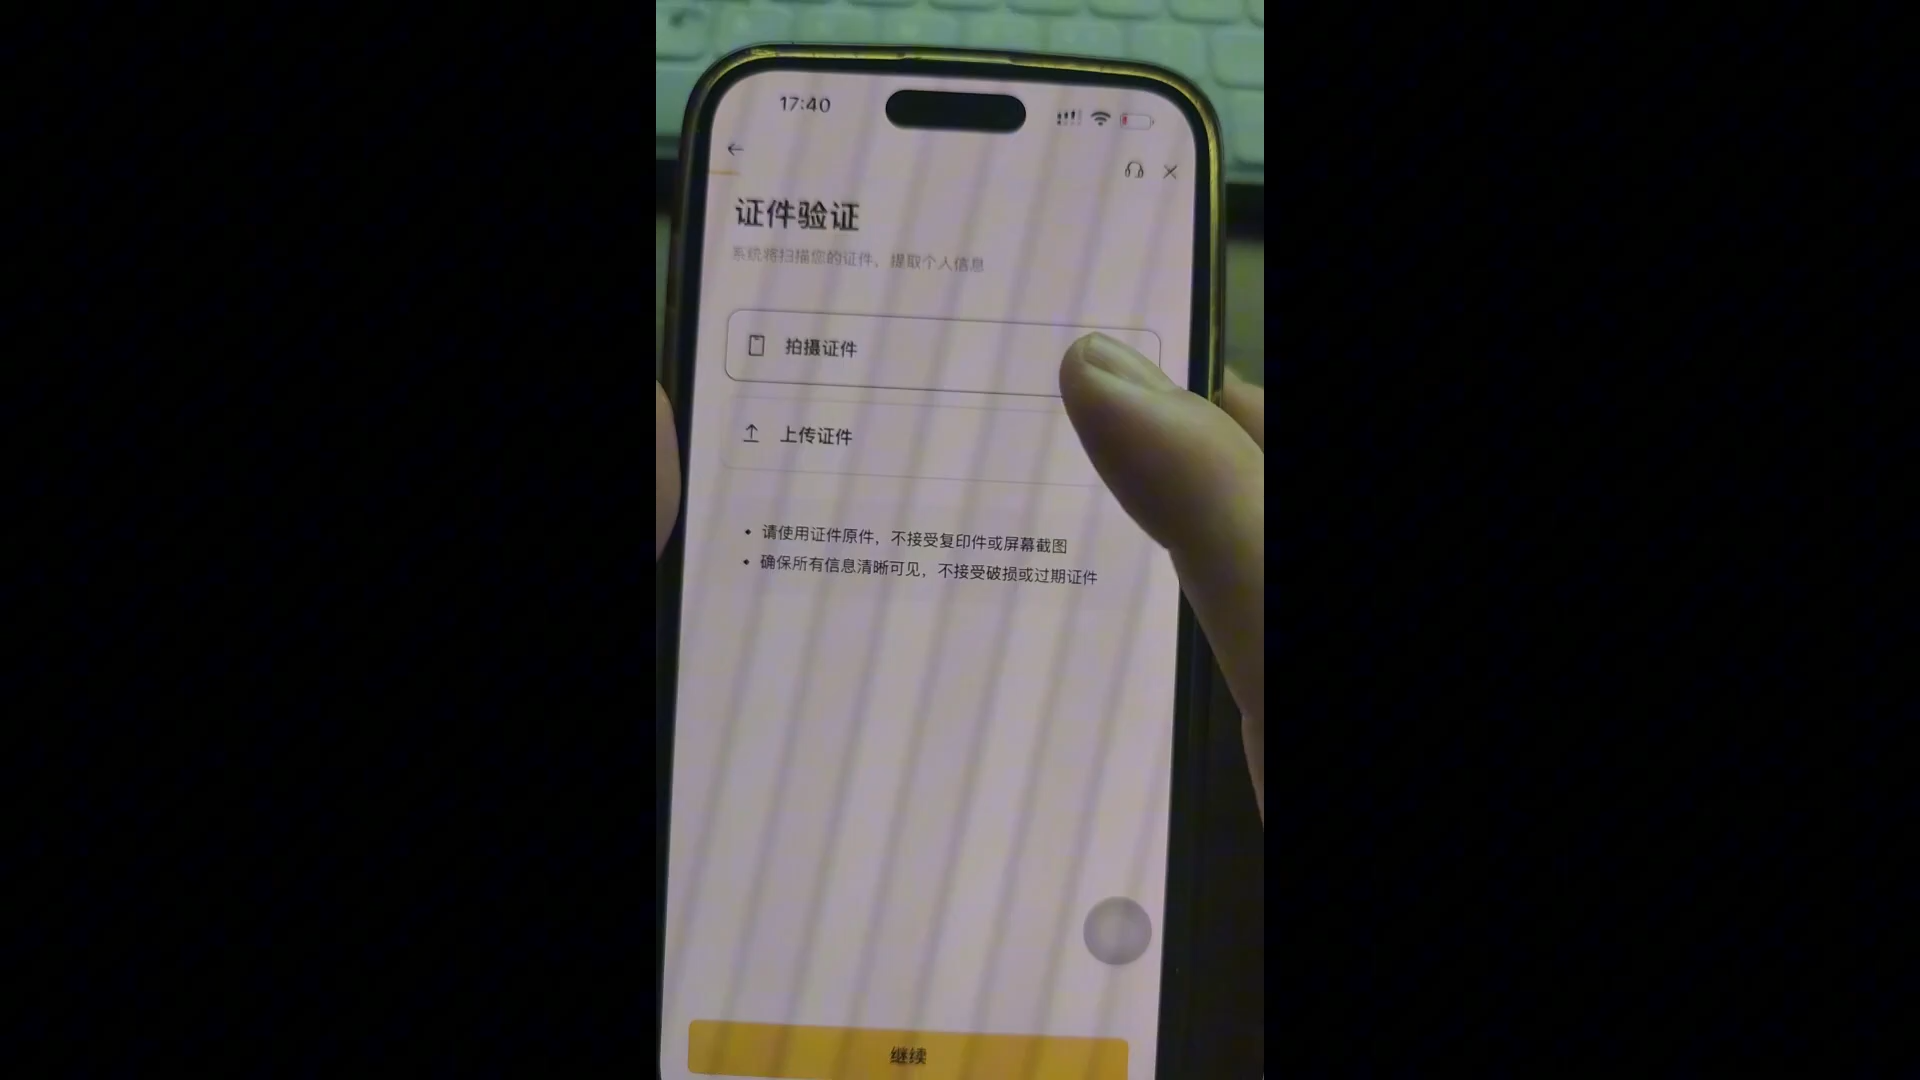 17:40
证件验证
系统将扫描您的证件、提取个人信息
拍摄证件
上传证件
• 请使用证件原件，不接受复印件或屏幕截图
• 确保所有信息清晰可见，不接受破损或过期证件
继续